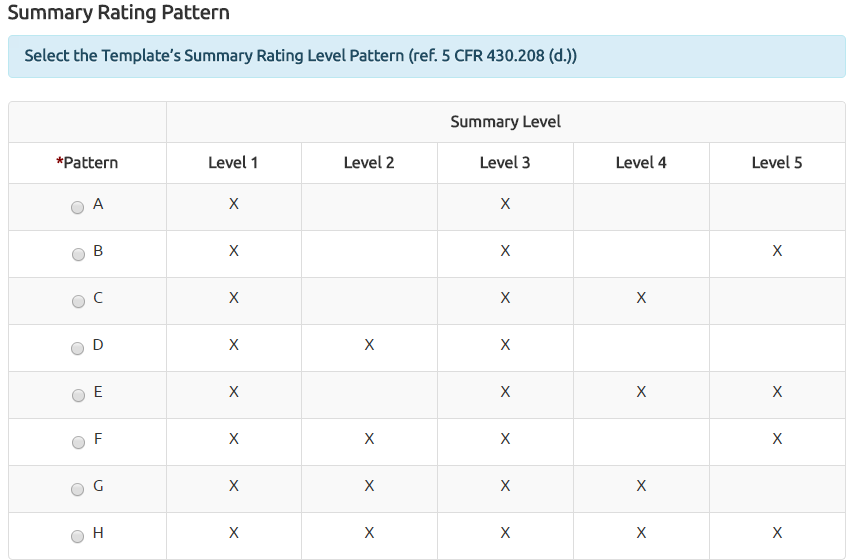 Summary Rating Pattern
Select the Template's Summary Rating Level Pattern (ref. 5 CFR 430.208 (d.))
Summary Level
*Pattern Level 1 Level 2 Level 3 Level 4 Level 5
A X X
B X X X
C X X X
D X X X
E X X X X
F X X X X
G X X X X
H X X X X X